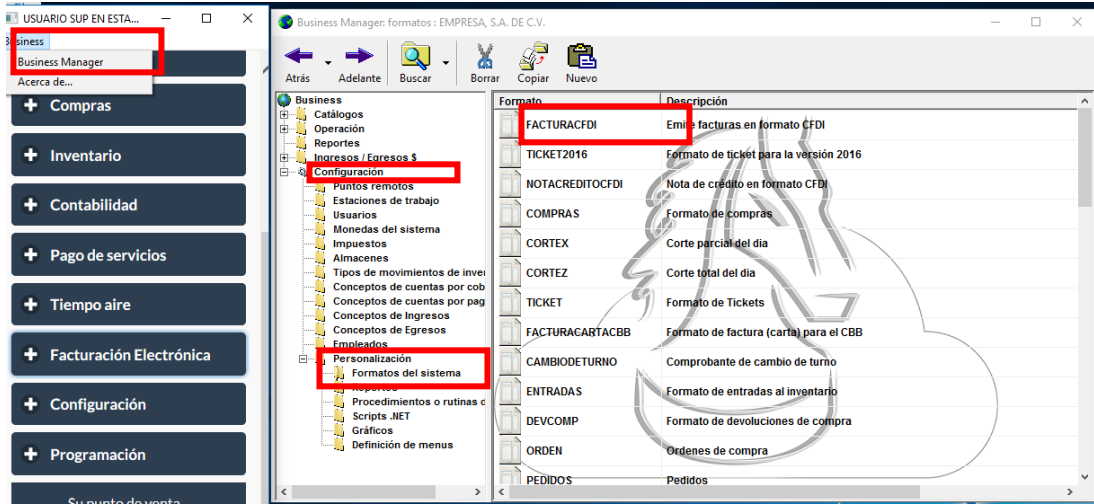 USUARIO SUP EN ESTA...
Business
Business Manager
Acerca de...
Compras
Inventario
Contabilidad
Pago de servicios
Tiempo aire
Facturación Electrónica
Configuración
Programación
Su punto de venta
Business Manager: formatos : EMPRESA, S.A. DE C.V.
Atrás
Adelante
Buscar
Borrar
Copiar
Nuevo
Business
Catálogos
Operación
Reportes
Ingresos / Egresos $
Configuración
Puntos remotos
Estaciones de trabajo
Usuarios
Monedas del sistema
Impuestos
Almacenes
Tipos de movimientos de inver
Conceptos de cuentas por cob
Conceptos de cuentas por pag
Conceptos de Ingresos
Conceptos de Egresos
Empleados
Personalización
Formatos del sistema
Reportes
Procedimientos o rutinas d
Scripts .NET
Gráficos
Definición de menus
Formato Descripción
FACTURACFDI Emite facturas en formato CFDI
TICKET2016 Formato de ticket para la versión 2016
NOTACREDITOCFDI Nota de crédito en formato CFDI
COMPRAS Formato de compras
CORTEX Corte parcial del dia
CORTEZ Corte total del dia
TICKET Formato de Tickets
FACTURACARTACBB Formato de factura (carta) para el CBB
CAMBIODETURNO Comprobante de cambio de turno
ENTRADAS Formato de entradas al inventario
DEVCOMP Formato de devoluciones de compra
ORDEN Ordenes de compra
PEDIDOS Pedidos